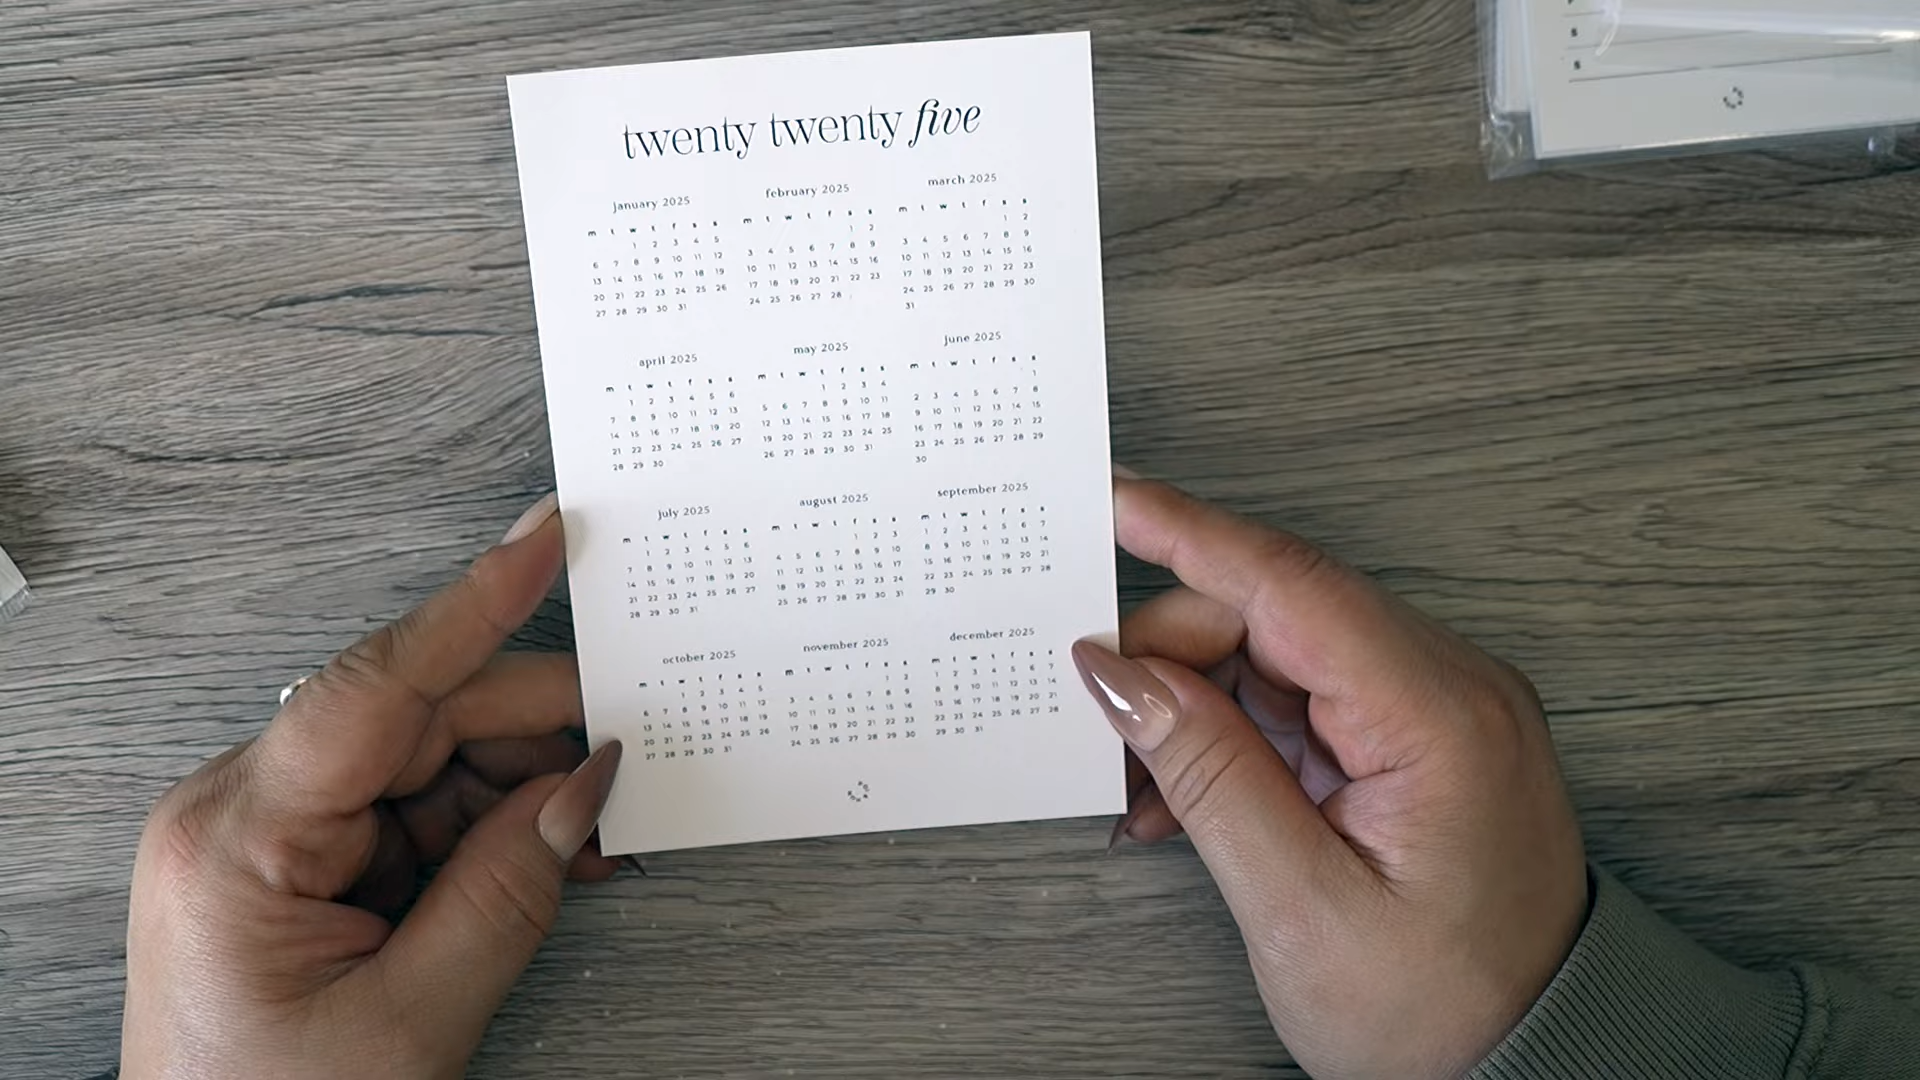 twenty twenty five
january 2025
m t w t f s s
1 2 3 4 5
6 7 8 9 10 11 12
13 14 15 16 17 18 19
20 21 22 23 24 25 26
27 28 29 30 31
february 2025
m t w t f s s
1 2
3 4 5 6 7 8 9
10 11 12 13 14 15 16
17 18 19 20 21 22 23
24 25 26 27 28
march 2025
m t w t f s s
1 2
3 4 5 6 7 8 9
10 11 12 13 14 15 16
17 18 19 20 21 22 23
24 25 26 27 28 29 30
31
april 2025
m t w t f s s
1 2 3 4 5 6
7 8 9 10 11 12 13
14 15 16 17 18 19 20
21 22 23 24 25 26 27
28 29 30
may 2025
m t w t f s s
1 2 3 4
5 6 7 8 9 10 11
12 13 14 15 16 17 18
19 20 21 22 23 24 25
26 27 28 29 30 31
june 2025
m t w t f s s
1
2 3 4 5 6 7 8
9 10 11 12 13 14 15
16 17 18 19 20 21 22
23 24 25 26 27 28 29
30
july 2025
m t w t f s s
1 2 3 4 5 6
7 8 9 10 11 12 13
14 15 16 17 18 19 20
21 22 23 24 25 26 27
28 29 30 31
august 2025
m t w t f s s
1 2 3
4 5 6 7 8 9 10
11 12 13 14 15 16 17
18 19 20 21 22 23 24
25 26 27 28 29 30 31
september 2025
m t w t f s s
1 2 3 4 5 6 7
8 9 10 11 12 13 14
15 16 17 18 19 20 21
22 23 24 25 26 27 28
29 30
october 2025
m t w t f s s
1 2 3 4 5
6 7 8 9 10 11 12
13 14 15 16 17 18 19
20 21 22 23 24 25 26
27 28 29 30 31
november 2025
m t w t f s s
1 2
3 4 5 6 7 8 9
10 11 12 13 14 15 16
17 18 19 20 21 22 23
24 25 26 27 28 29 30
december 2025
m t w t f s s
1 2 3 4 5 6 7
8 9 10 11 12 13 14
15 16 17 18 19 20 21
22 23 24 25 26 27 28
29 30 31
s
s